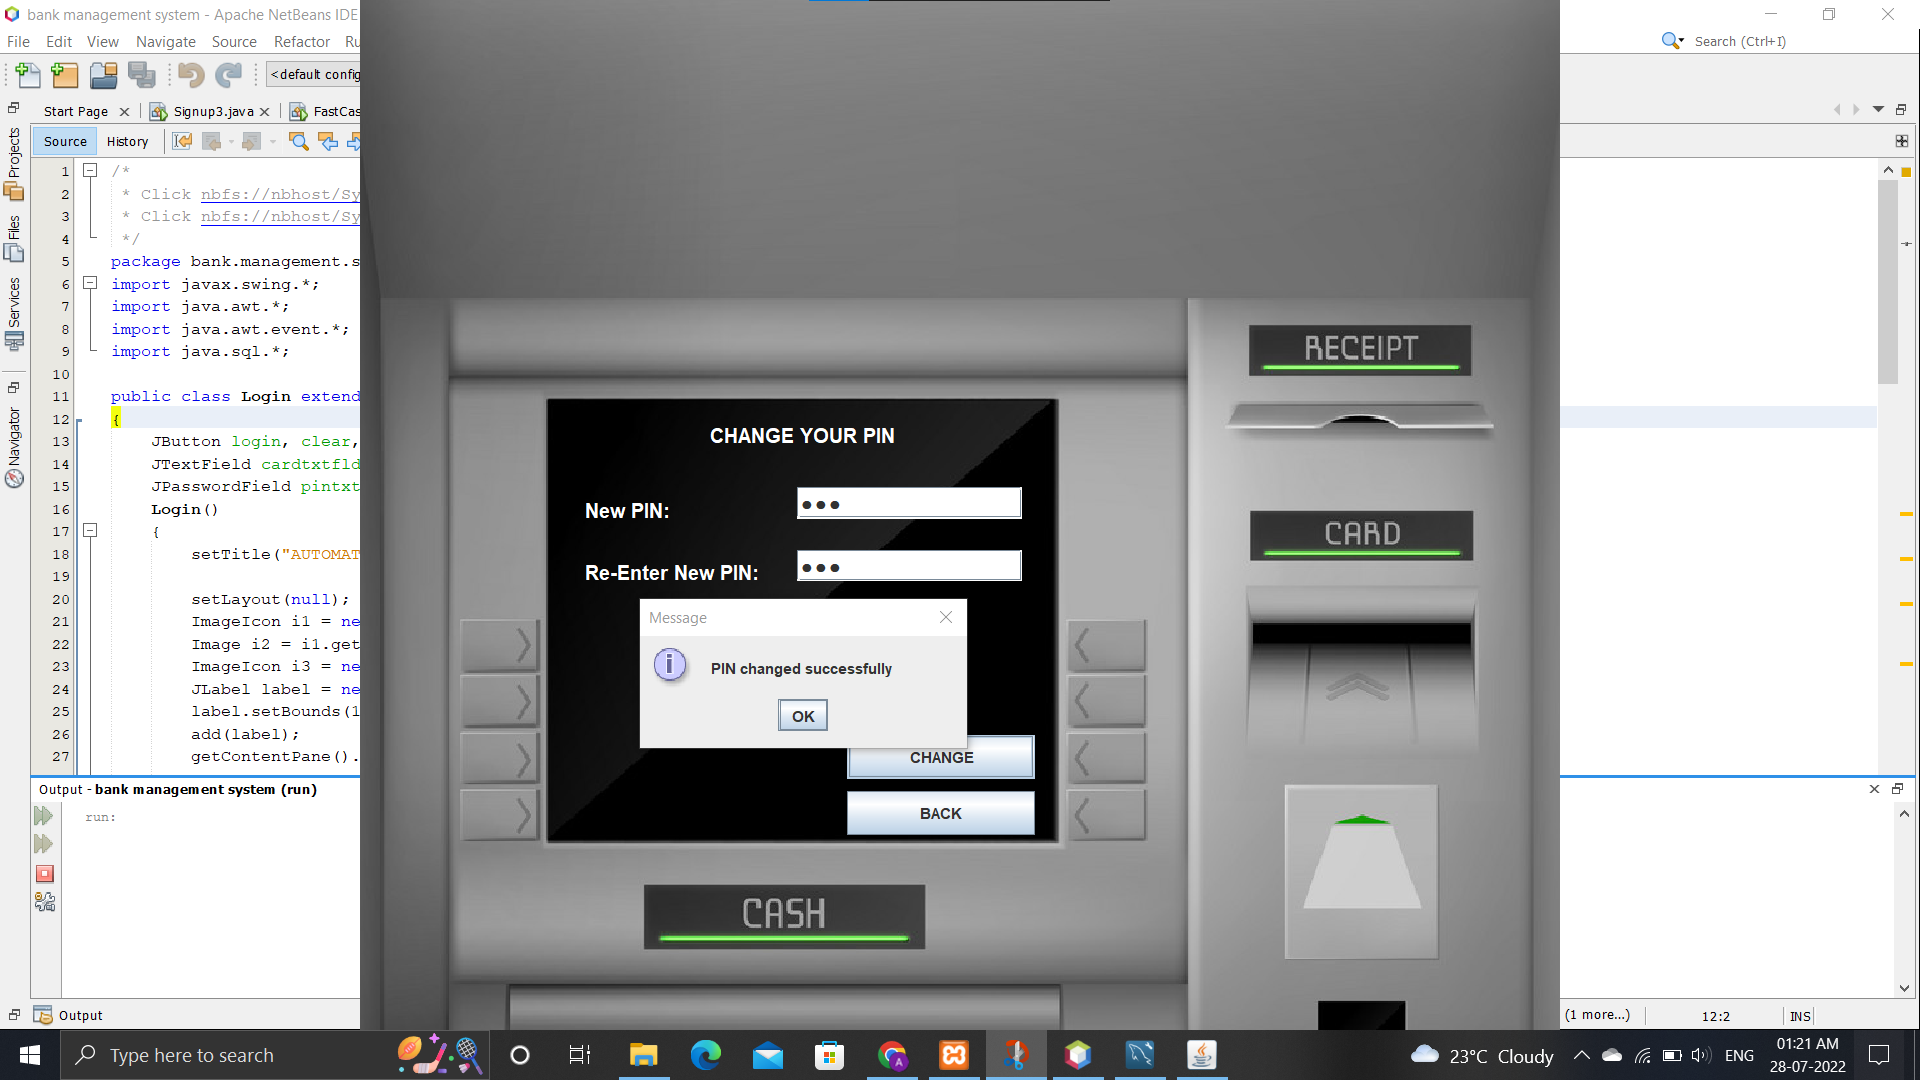 bank management system - Apache NetBeans IDE
File Edit View Navigate Source Refactor Ru
Search (Ctrl+I)
<default config
Start Page Signup3.java FastCas
Source History
Projects
Files
Services
Navigator
1 /*
2 * Click nbfs://nbhost/Sy
3 * Click nbfs://nbhost/Sy
4 */
5 package bank.management.s
6 import javax.swing.*;
7 import java.awt.*;
8 import java.awt.event.*;
9 import java.sql.*;
10
11 public class Login extend
12 {
13 JButton login, clear,
14 JTextField cardtxtfld
15 JPasswordField pintxt
16 Login()
17 {
18 setTitle("AUTOMAT
19
20 setLayout(null);
21 ImageIcon i1 = ne
22 Image i2 = i1.get
23 ImageIcon i3 = ne
24 JLabel label = ne
25 label.setBounds(1
26 add(label);
27 getContentPane().
Output - bank management system (run)
run:
Output
RECEIPT
CARD
CHANGE YOUR PIN
New PIN:
Re-Enter New PIN:
Message
PIN changed successfully
OK
CHANGE
BACK
CASH
(1 more...) 12:2 INS
Type here to search
23°C Cloudy
ENG
01:21 AM
28-07-2022